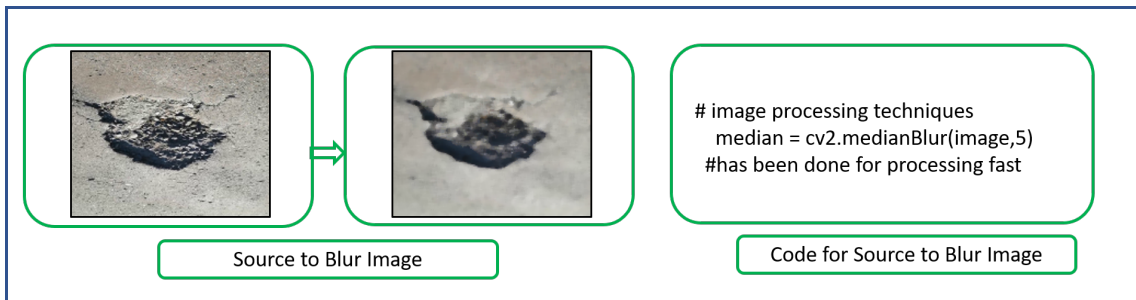 # image processing techniques
median = cv2.medianBlur(image,5)
#has been done for processing fast
Source to Blur Image
Code for Source to Blur Image